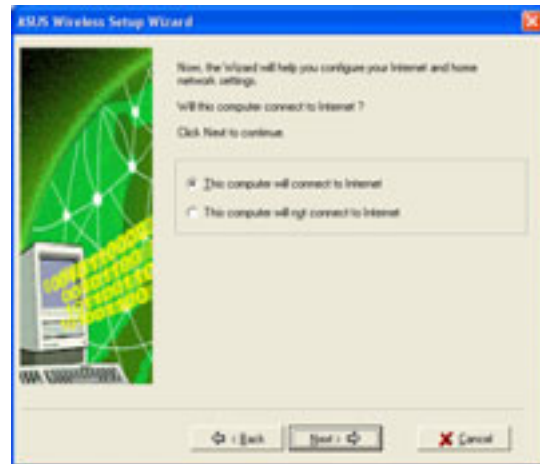 ASUS Wireless Setup Wizard
Now, the Wizard will help you configure your Internet and home
network settings.
Will this computer connect to Internet ?
Click Next to continue.
This computer will connect to Internet
This computer will not connect to Internet
< Back
Next >
Cancel